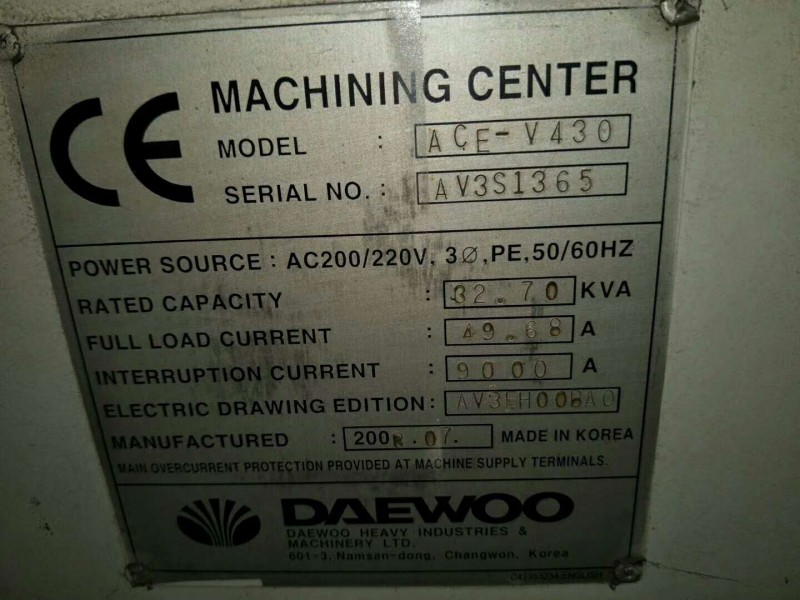 CE
MACHINING CENTER
MODEL : ACE-V430
SERIAL NO. : AV3S1365
POWER SOURCE : AC200/220V, 3Ø, PE, 50/60HZ
RATED CAPACITY : 32.70 KVA
FULL LOAD CURRENT : 49.68 A
INTERRUPTION CURRENT : 9000 A
ELECTRIC DRAWING EDITION :
MANUFACTURED : MADE IN KOREA
MAIN OVERCURRENT PROTECTION PROVIDED AT MACHINE SUPPLY TERMINALS.
DAEWOO
DAEWOO HEAVY INDUSTRIES &
MACHINERY LTD.
601-3, Namsan-dong, Changwon, Korea